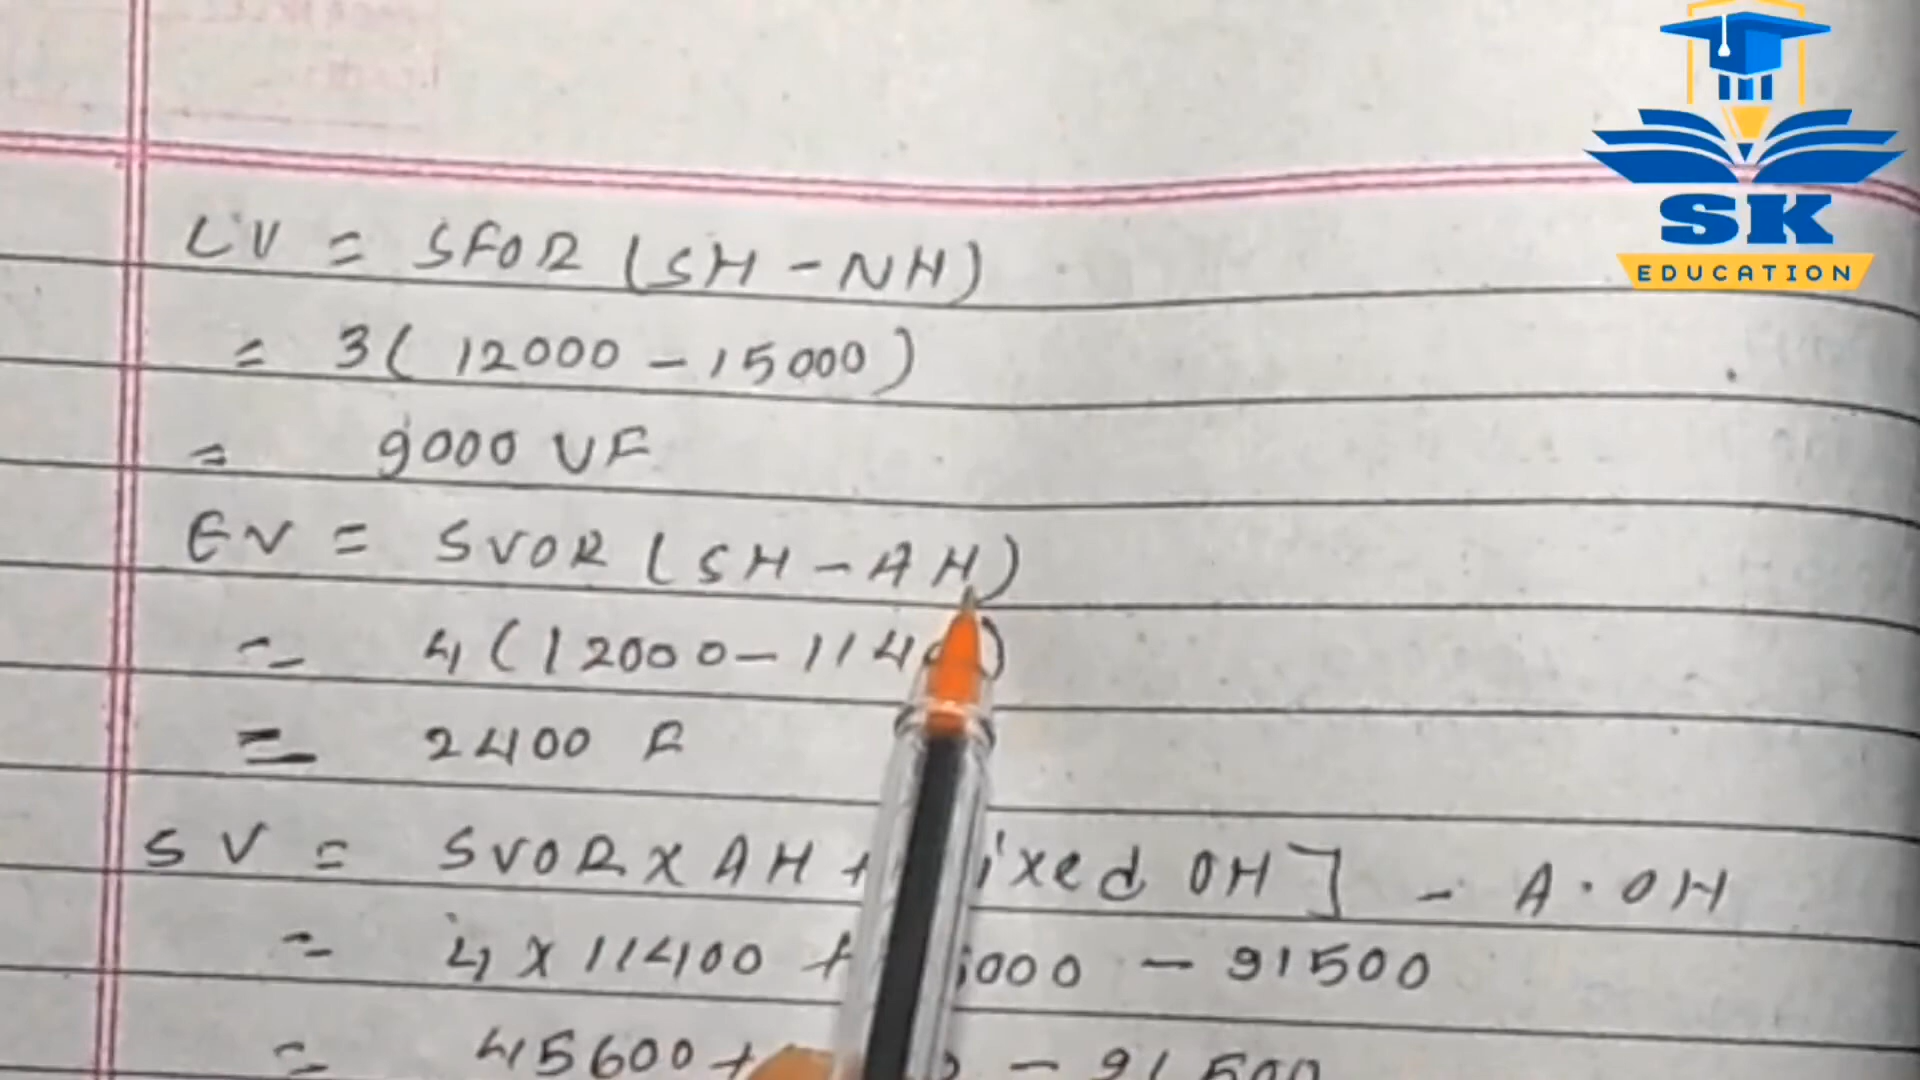 SK
EDUCATION
CV = SFOR (SH - NH)
= 3( 12000 - 15000)
= 9000 UF
EV = SVOR (SH - AH)
= 4 (12000 - 114
= 2400 F
SV = SVOR X AH + ixed OH] - A.OH
= 4 X 11400 + 000 - 91500
= 45600 + - 91500